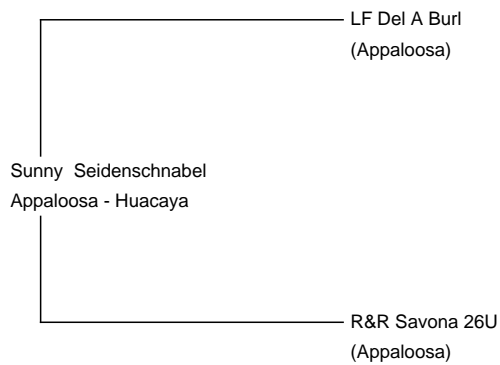 LF Del A Burl
(Appaloosa)
Sunny  Seidenschnabel
Appaloosa - Huacaya
R&R Savona 26U
(Appaloosa)